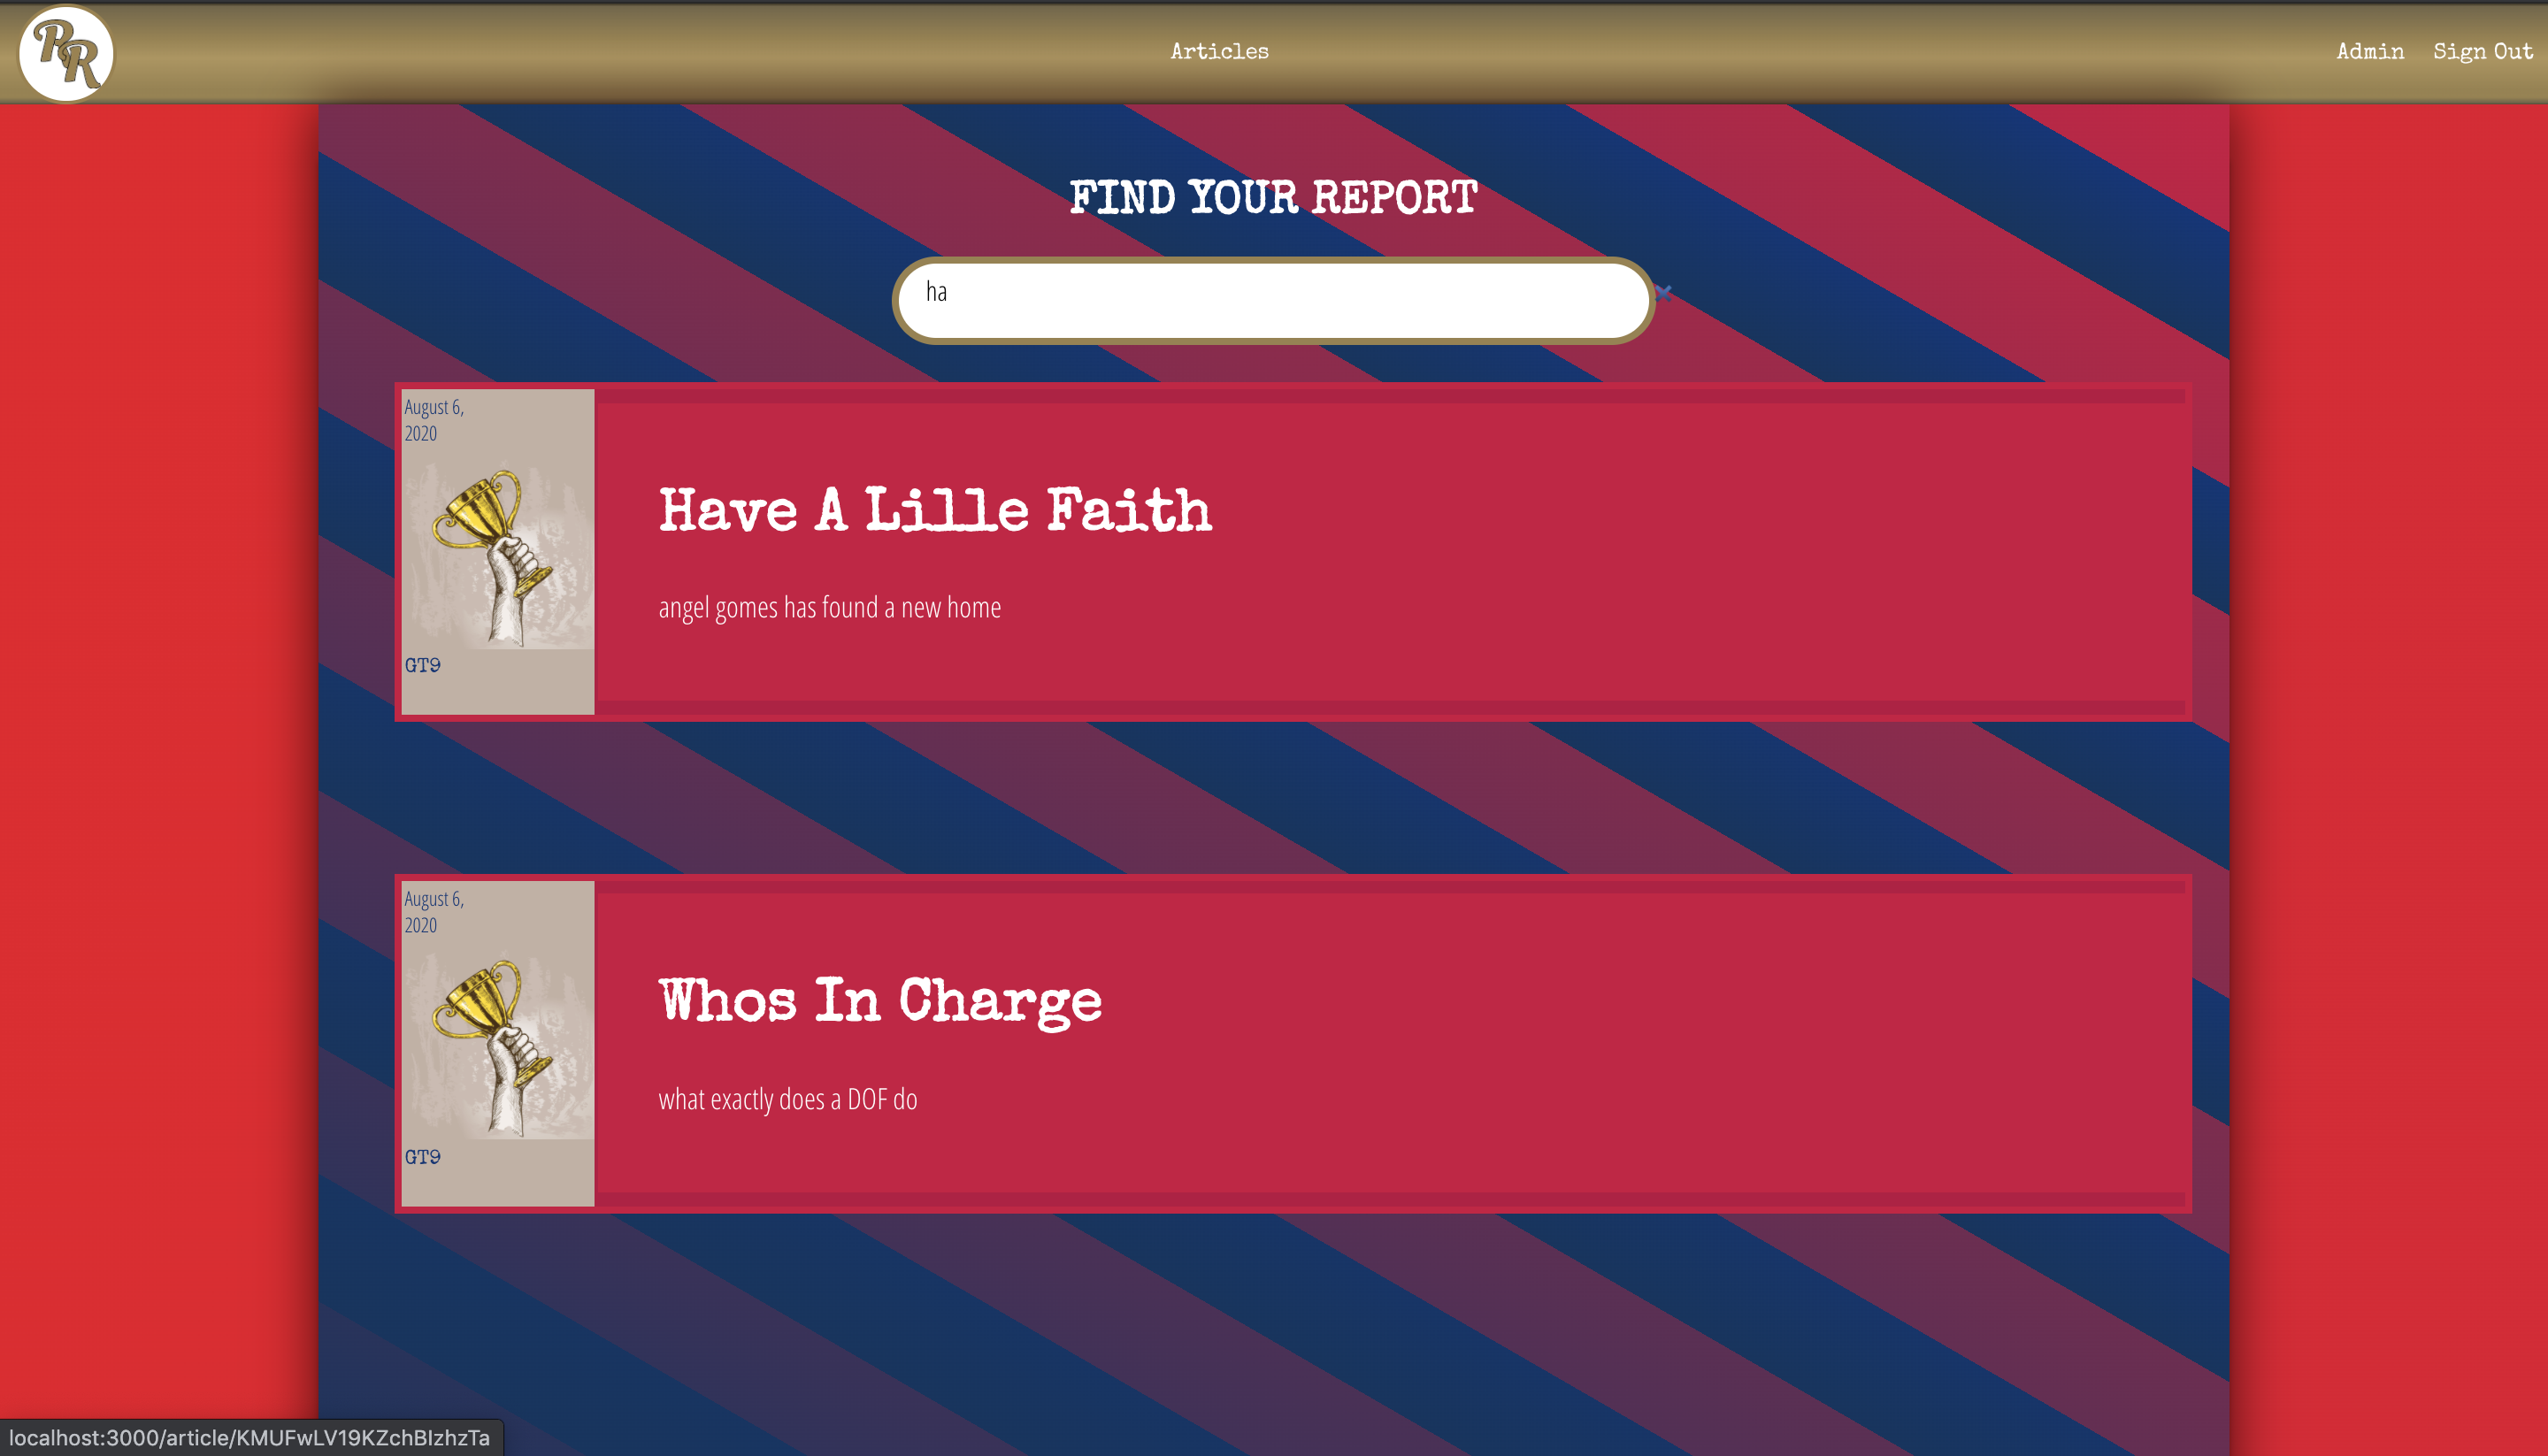 RR
Articles
Admin
Sign Out
FIND YOUR REPORT
ha
August 6,
2020
GT9
Have A Lille Faith
angel gomes has found a new home
August 6,
2020
GT9
Whos In Charge
what exactly does a DOF do
localhost:3000/article/KMUFwLV19KZchBIzhzTa